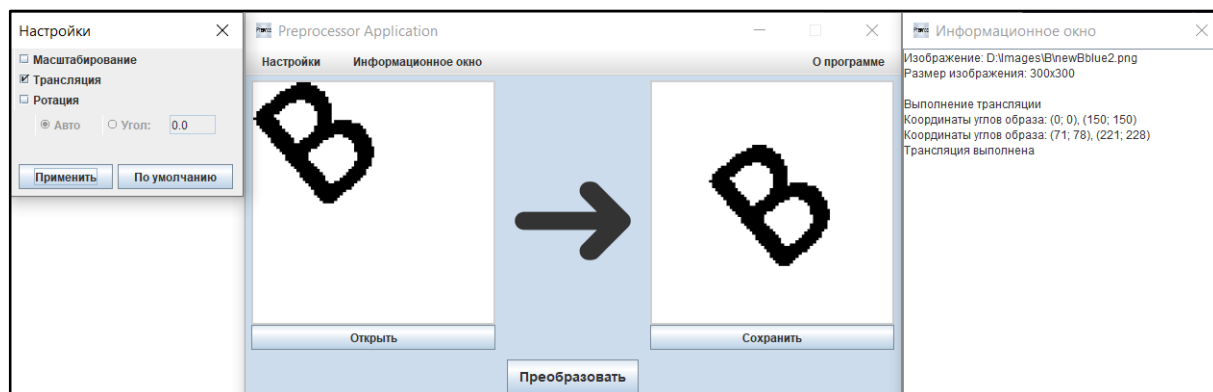 Настройки
Масштабирование
Трансляция
Ротация
Авто Угол: 0.0
Применить По умолчанию
Preprocessor Application
Настройки Информационное окно О программе
B B
Открыть Сохранить
Преобразовать
Информационное окно
Изображение: D:\Images\B\newBblue2.png
Размер изображения: 300x300
Выполнение трансляции
Координаты углов образа: (0; 0), (150; 150)
Координаты углов образа: (71; 78), (221; 228)
Трансляция выполнена